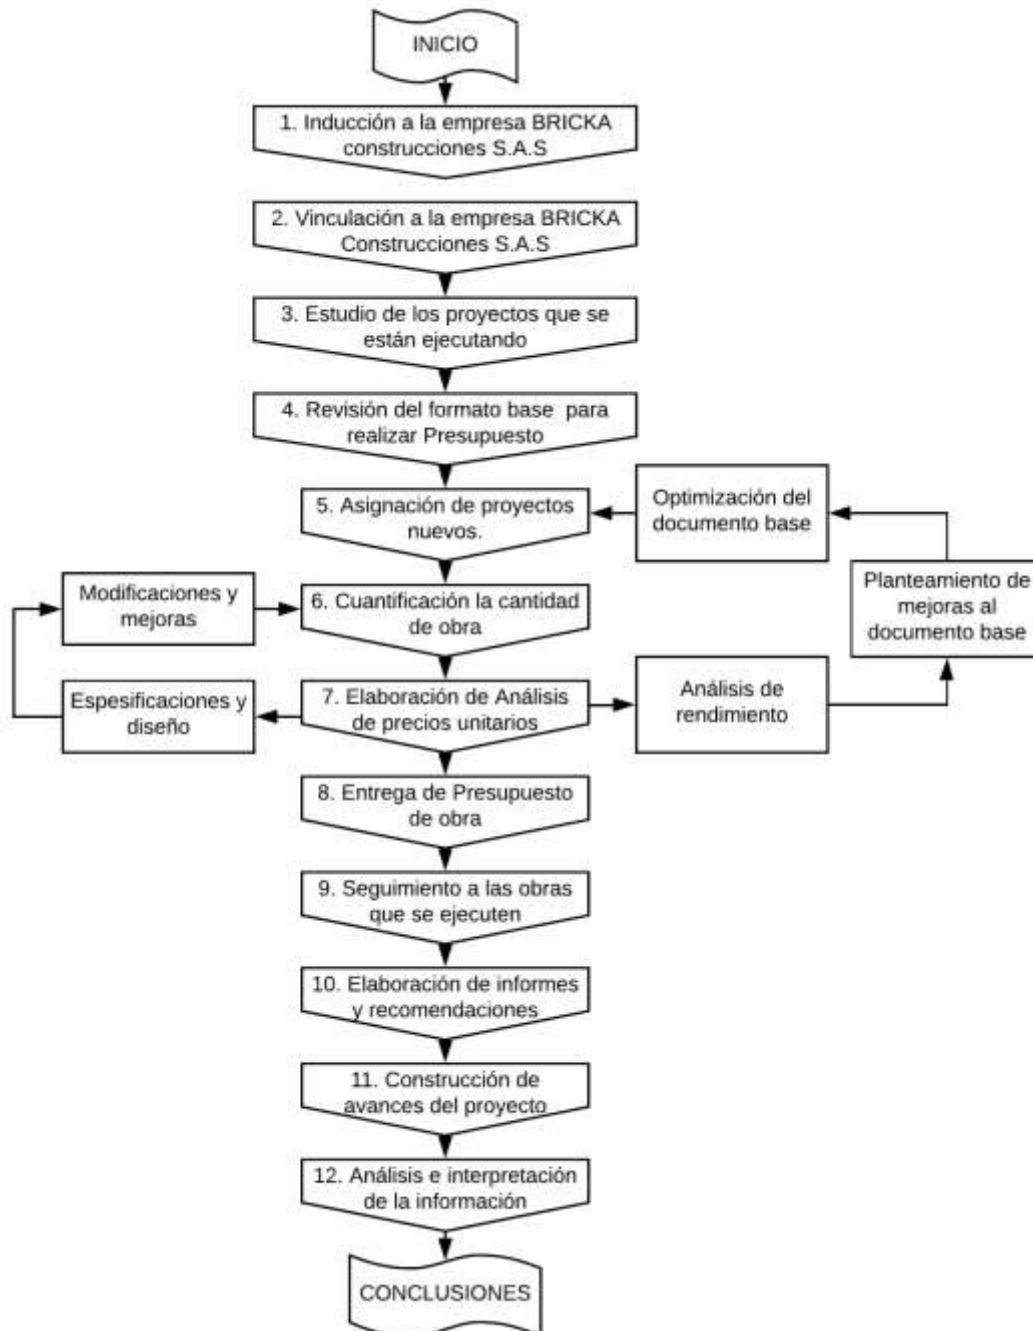 INICIO
1. Inducción a la empresa BRICKA
construcciones S.A.S
2. Vinculación a la empresa BRICKA
Construcciones S.A.S
3. Estudio de los proyectos que se
están ejecutando
4. Revisión del formato base para
realizar Presupuesto
5. Asignación de proyectos
nuevos.
Optimización del
documento base
Planteamiento de
mejoras al
documento base
Modificaciones y
mejoras
6. Cuantificación la cantidad
de obra
Espesificaciones y
diseño
7. Elaboración de Análisis
de precios unitarios
Análisis de
rendimiento
8. Entrega de Presupuesto
de obra
9. Seguimiento a las obras
que se ejecuten
10. Elaboración de informes
y recomendaciones
11. Construcción de
avances del proyecto
12. Análisis e interpretación
de la información
CONCLUSIONES